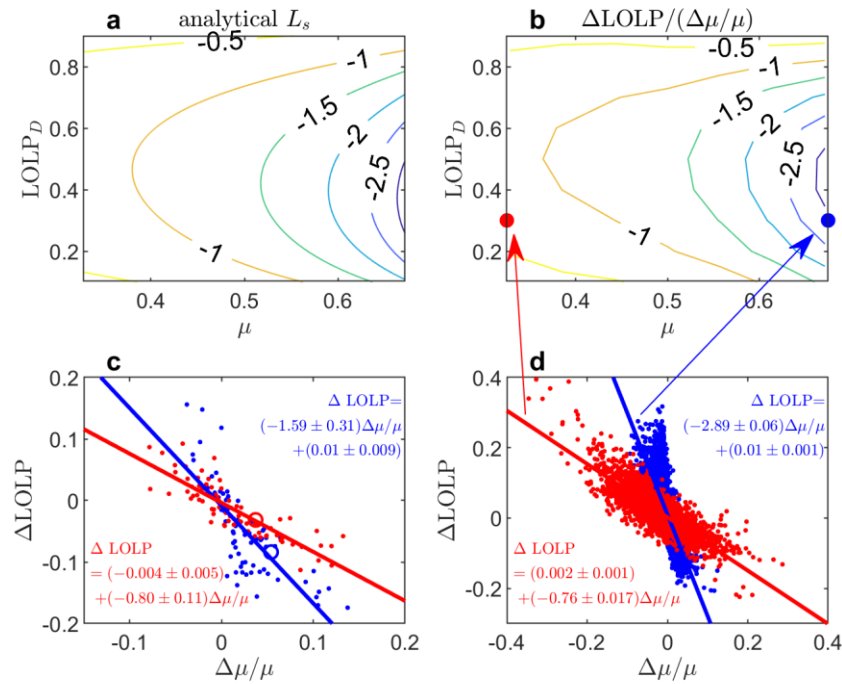 a
analytical L_s
b
ΔLOLP/(Δμ/μ)
LOLP_D
0.8
0.6
0.4
0.2
0.4
0.5
0.6
μ
-0.5
-1
-1.5
-2
-2.5
-1
LOLP_D
0.8
0.6
0.4
0.2
0.4
0.5
0.6
μ
-0.5
-1
-1.5
-2
-2.5
-1
c
ΔLOLP
0.2
0.1
0
-0.1
-0.2
-0.1
0
0.1
0.2
Δμ/μ
Δ LOLP=
(−1.59 ± 0.31)Δμ/μ
+(0.01 ± 0.009)
Δ LOLP
= (−0.004 ± 0.005)
+(−0.80 ± 0.11)Δμ/μ
d
ΔLOLP
0.4
0.2
0
-0.2
-0.4
-0.2
0
0.2
0.4
Δμ/μ
Δ LOLP=
(−2.89 ± 0.06)Δμ/μ
+(0.01 ± 0.001)
Δ LOLP
= (0.002 ± 0.001)
+(−0.76 ± 0.017)Δμ/μ